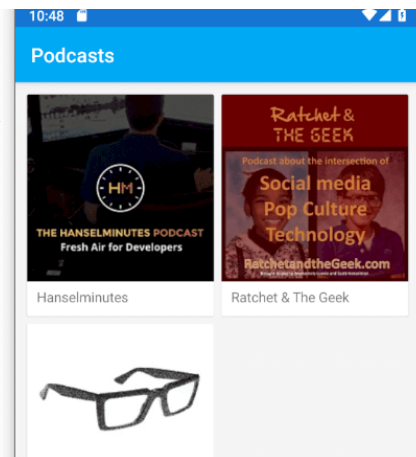 10:48
Podcasts
HM
THE HANSELMINUTES PODCAST
Fresh Air for Developers
Hanselminutes
Ratchet &
THE GEEK
Podcast about the intersection of
Social media
Pop Culture
Technology
RatchetandtheGeek.com
Ratchet & The Geek